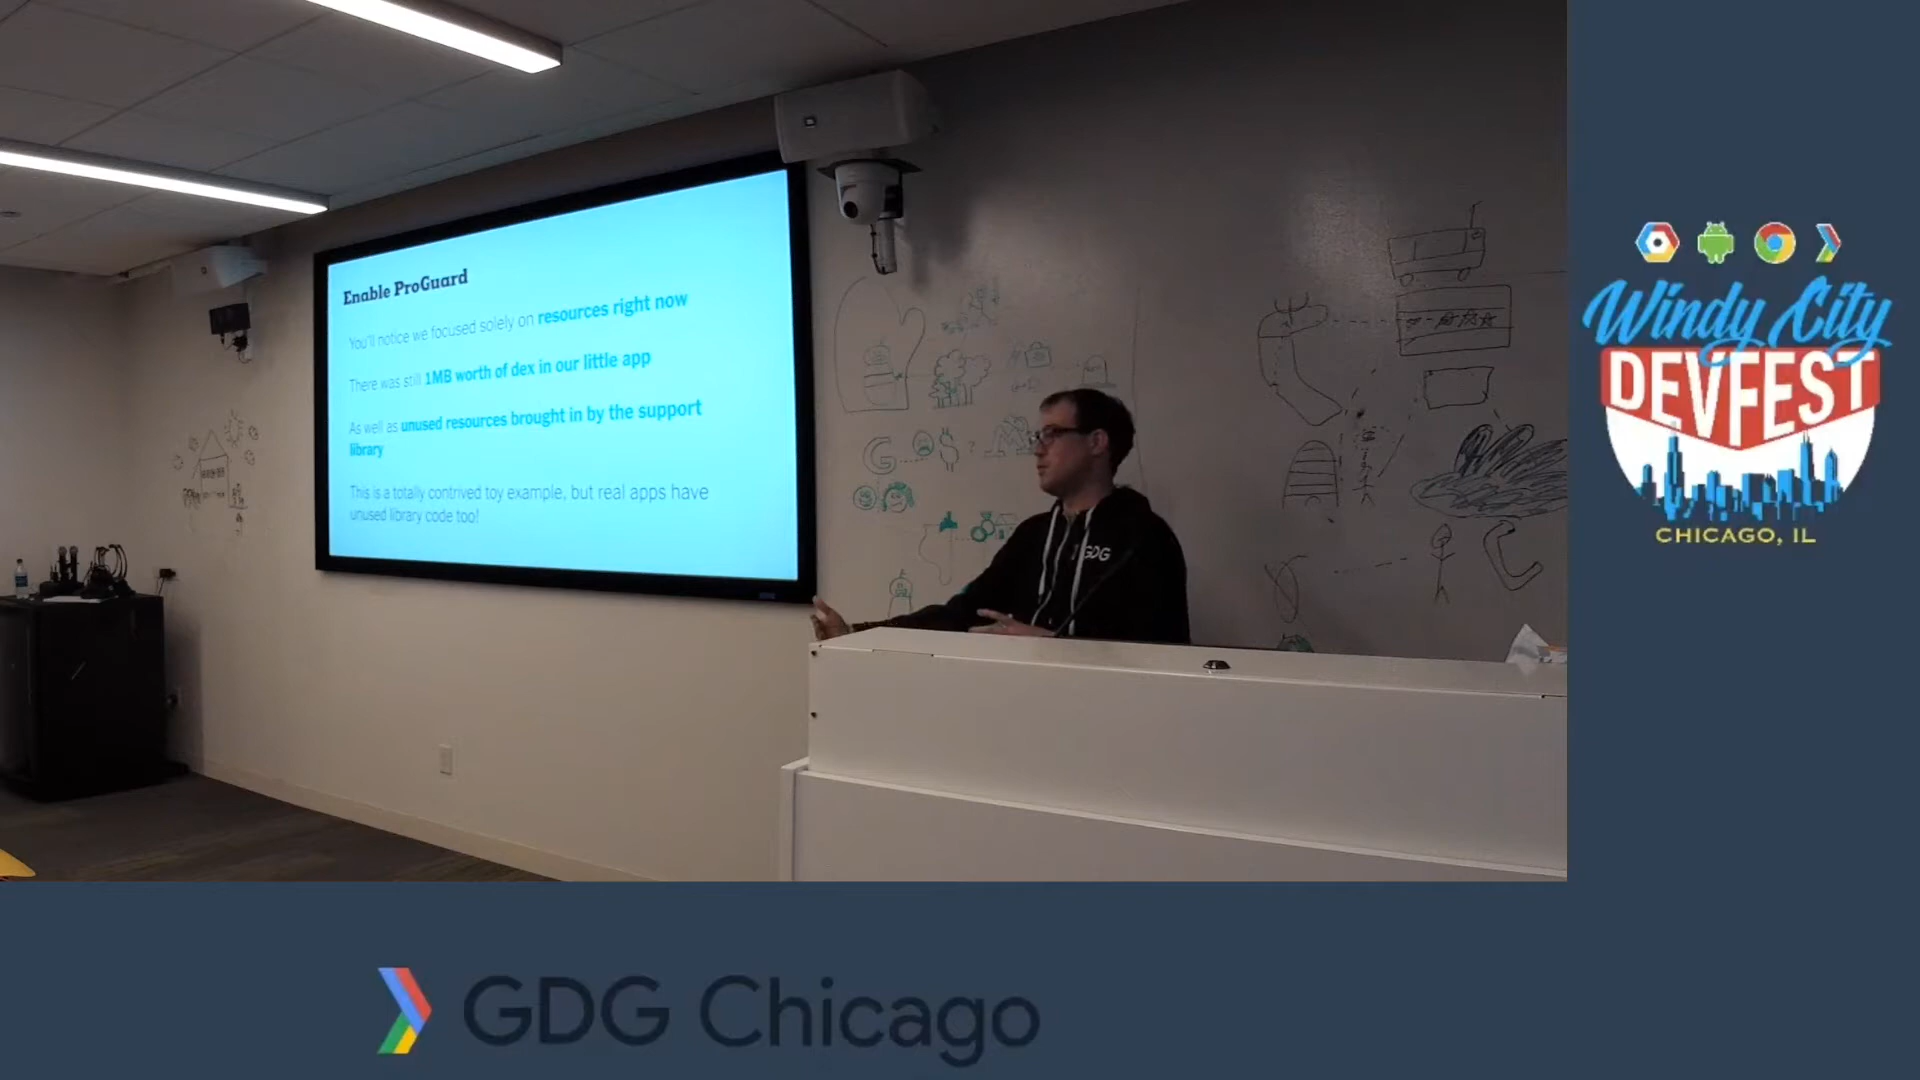 Enable ProGuard
You'll notice we focused solely on resources right now
There was still 1MB worth of dex in our little app
As well as unused resources brought in by the support
library
This is a totally contrived toy example, but real apps have
unused library code too!
GDG
Windy City
DEVFEST
CHICAGO, IL
GDG Chicago